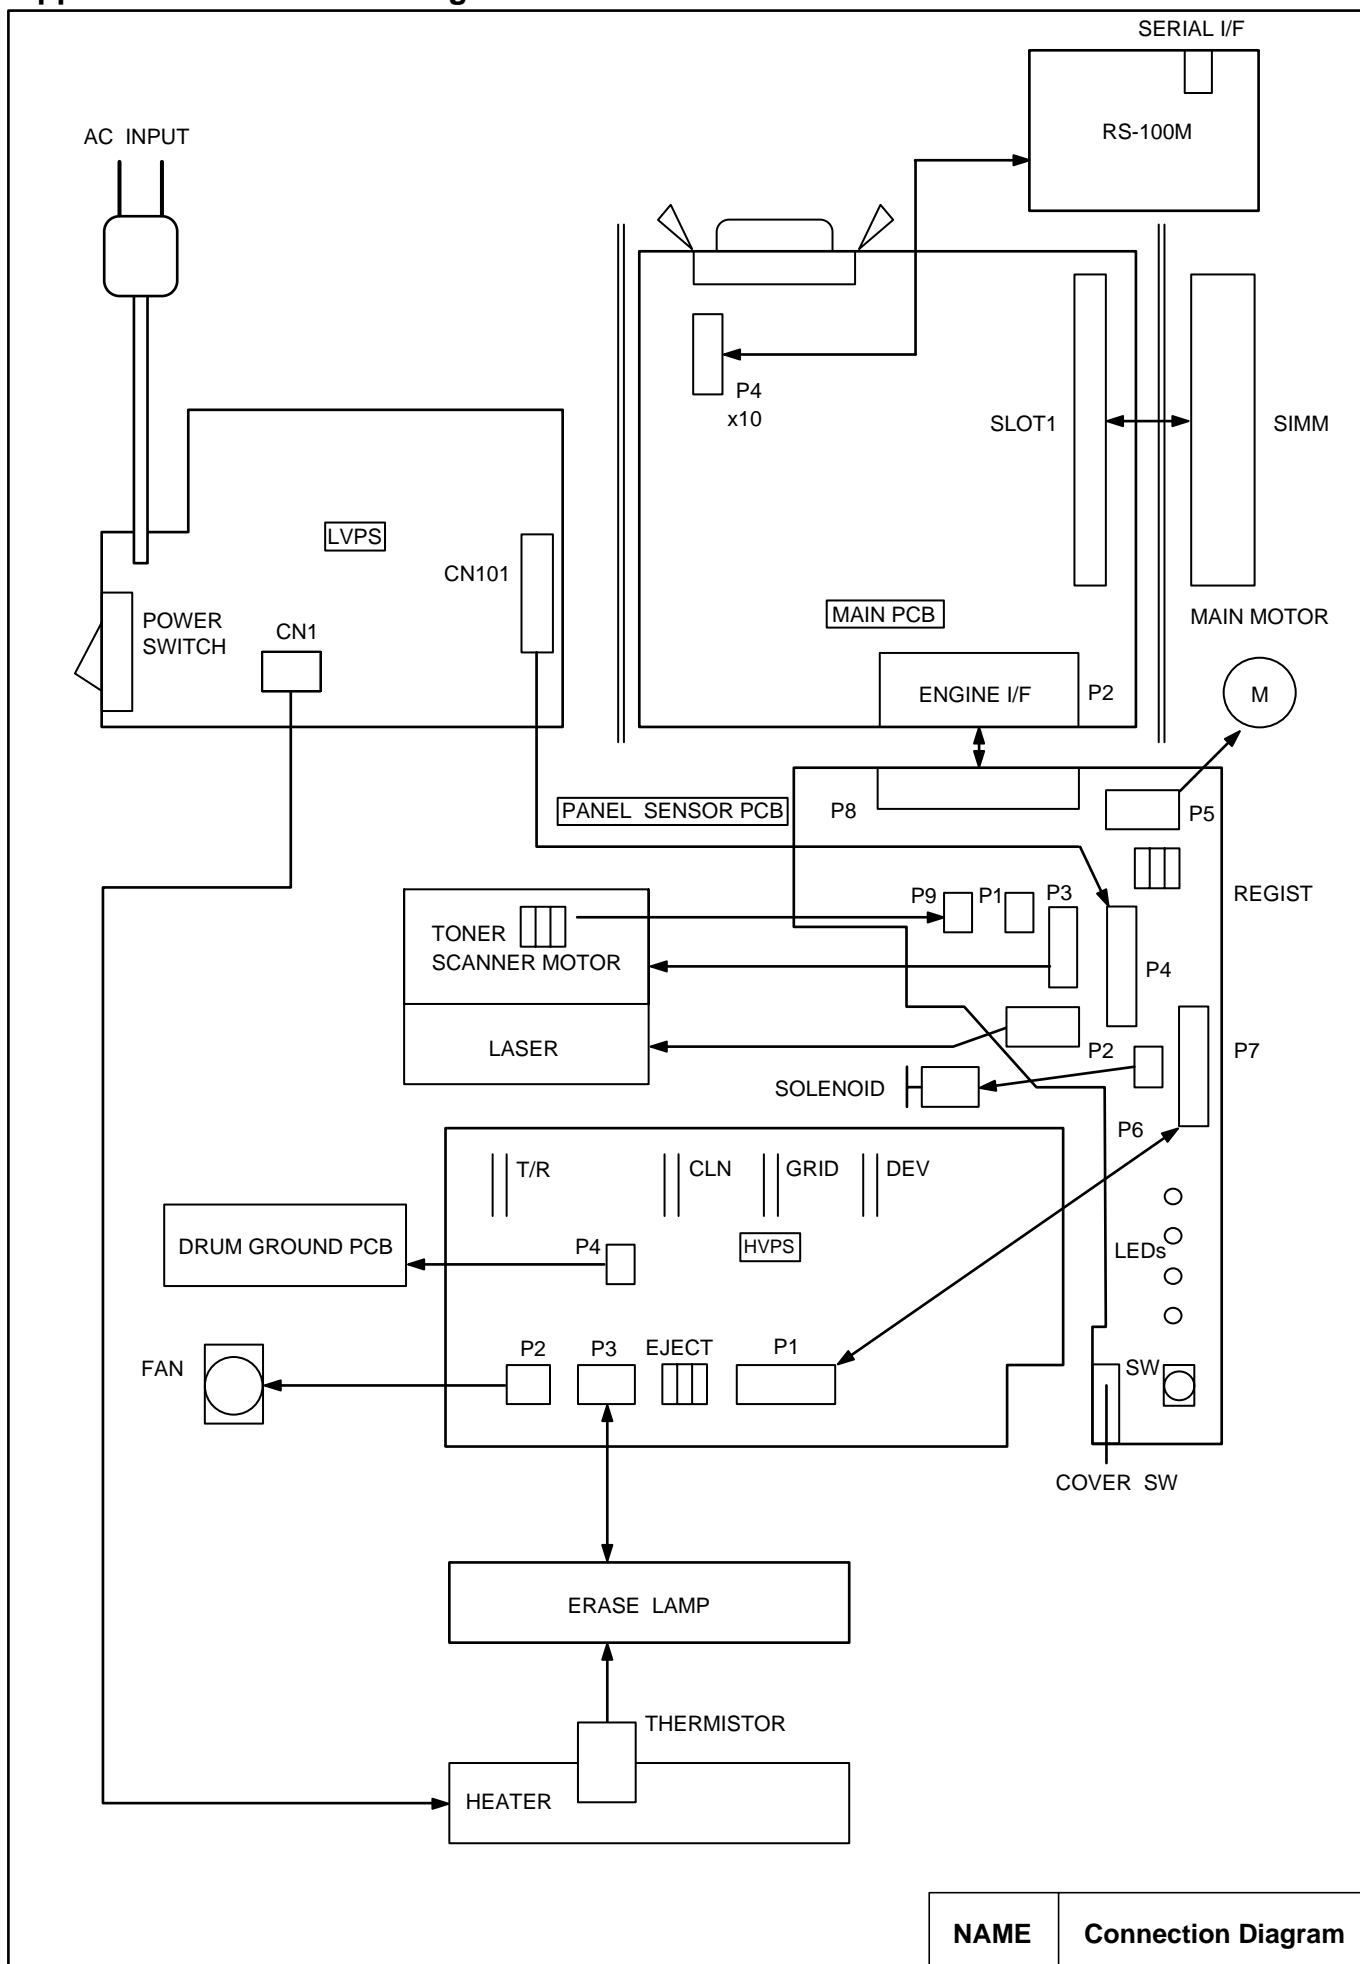 SERIAL I/F
RS-100M
AC INPUT
P4
x10
SLOT1
SIMM
LVPS
CN101
POWER
SWITCH
CN1
MAIN PCB
MAIN MOTOR
ENGINE I/F
P2
M
PANEL SENSOR PCB
P8
P5
P9
P1
P3
REGIST
TONER
SCANNER MOTOR
P4
LASER
P2
P7
SOLENOID
P6
T/R
CLN
GRID
DEV
DRUM GROUND PCB
P4
HVPS
LEDs
FAN
P2
P3
EJECT
P1
SW
COVER SW
ERASE LAMP
THERMISTOR
HEATER
NAME
Connection Diagram